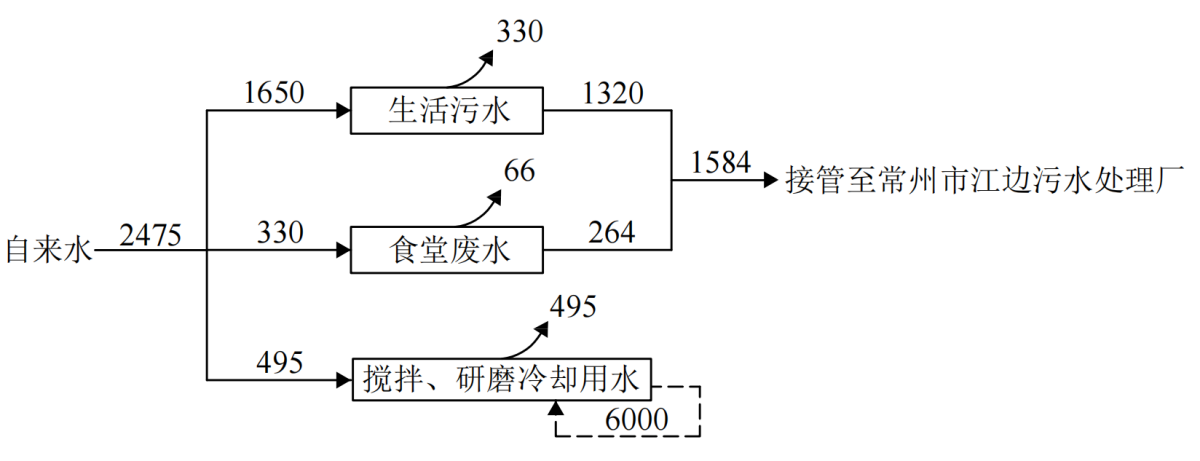 330
1650
生活污水
1320
1584
接管至常州市江边污水处理厂
66
自来水
2475
330
食堂废水
264
495
495
搅拌、研磨冷却用水
6000